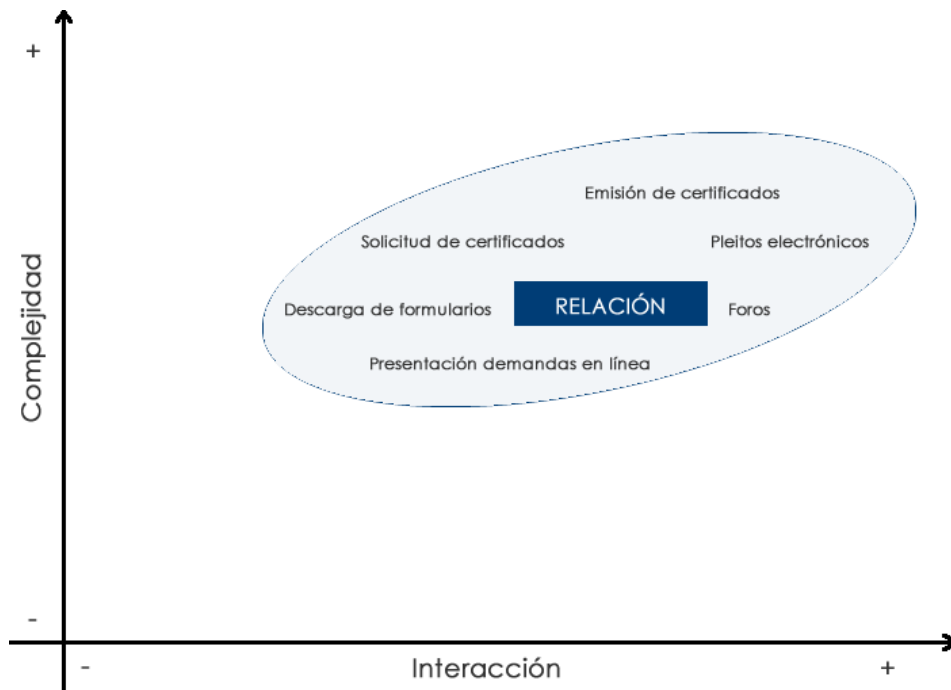 +
Emisión de certificados
Solicitud de certificados
Pleitos electrónicos
Descarga de formularios
RELACIÓN
Foros
Presentación demandas en línea
Complejidad
-
-
Interacción
+